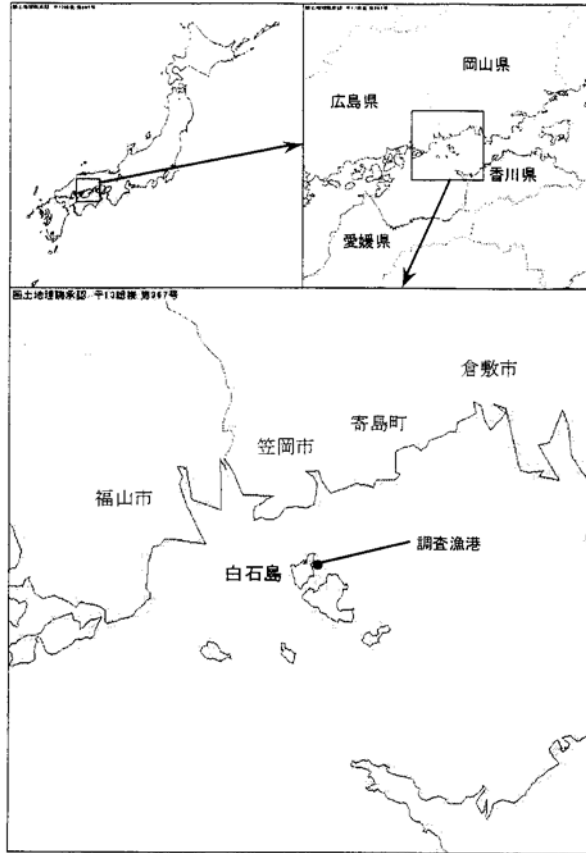 岡山県
広島県
香川県
愛媛県
国土地理院承認 平13総複 第367号
倉敷市
寄島町
笠岡市
福山市
調査漁港
白石島